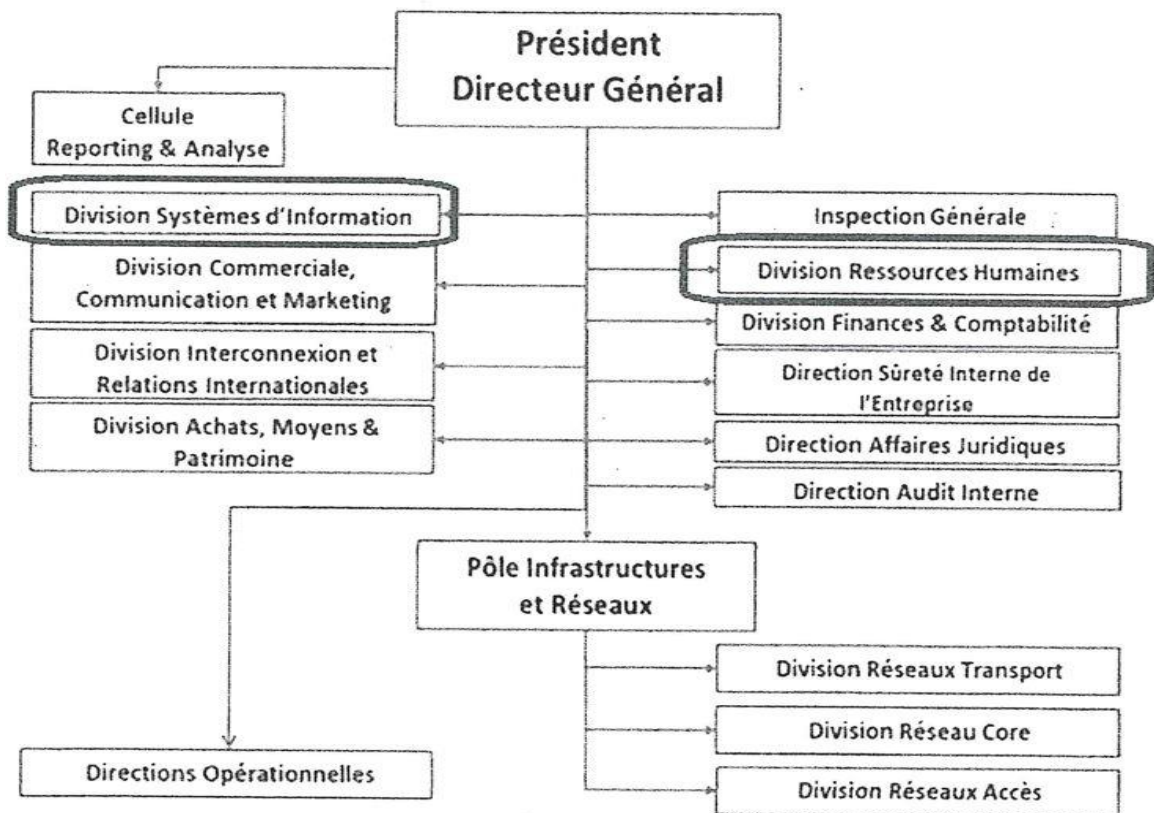 Président
Directeur Général
Cellule
Reporting & Analyse
Division Systèmes d'Information
Inspection Générale
Division Commerciale,
Communication et Marketing
Division Ressources Humaines
Division Finances & Comptabilité
Division Interconnexion et
Relations Internationales
Direction Sûreté Interne de
l'Entreprise
Division Achats, Moyens &
Patrimoine
Direction Affaires Juridiques
Direction Audit Interne
Pôle Infrastructures
et Réseaux
Division Réseaux Transport
Division Réseau Core
Directions Opérationnelles
Division Réseaux Accès